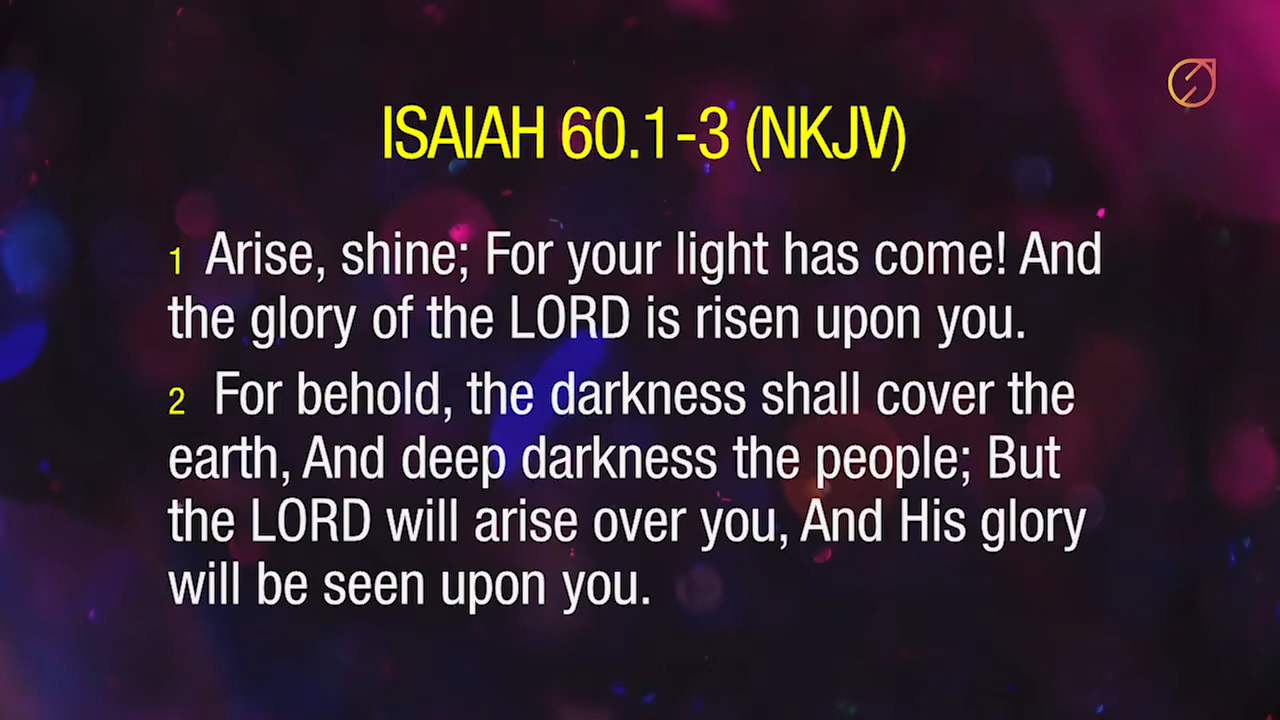 ISAIAH 60.1-3 (NKJV)
1 Arise, shine; For your light has come! And
the glory of the LORD is risen upon you.
2 For behold, the darkness shall cover the
earth, And deep darkness the people; But
the LORD will arise over you, And His glory
will be seen upon you.